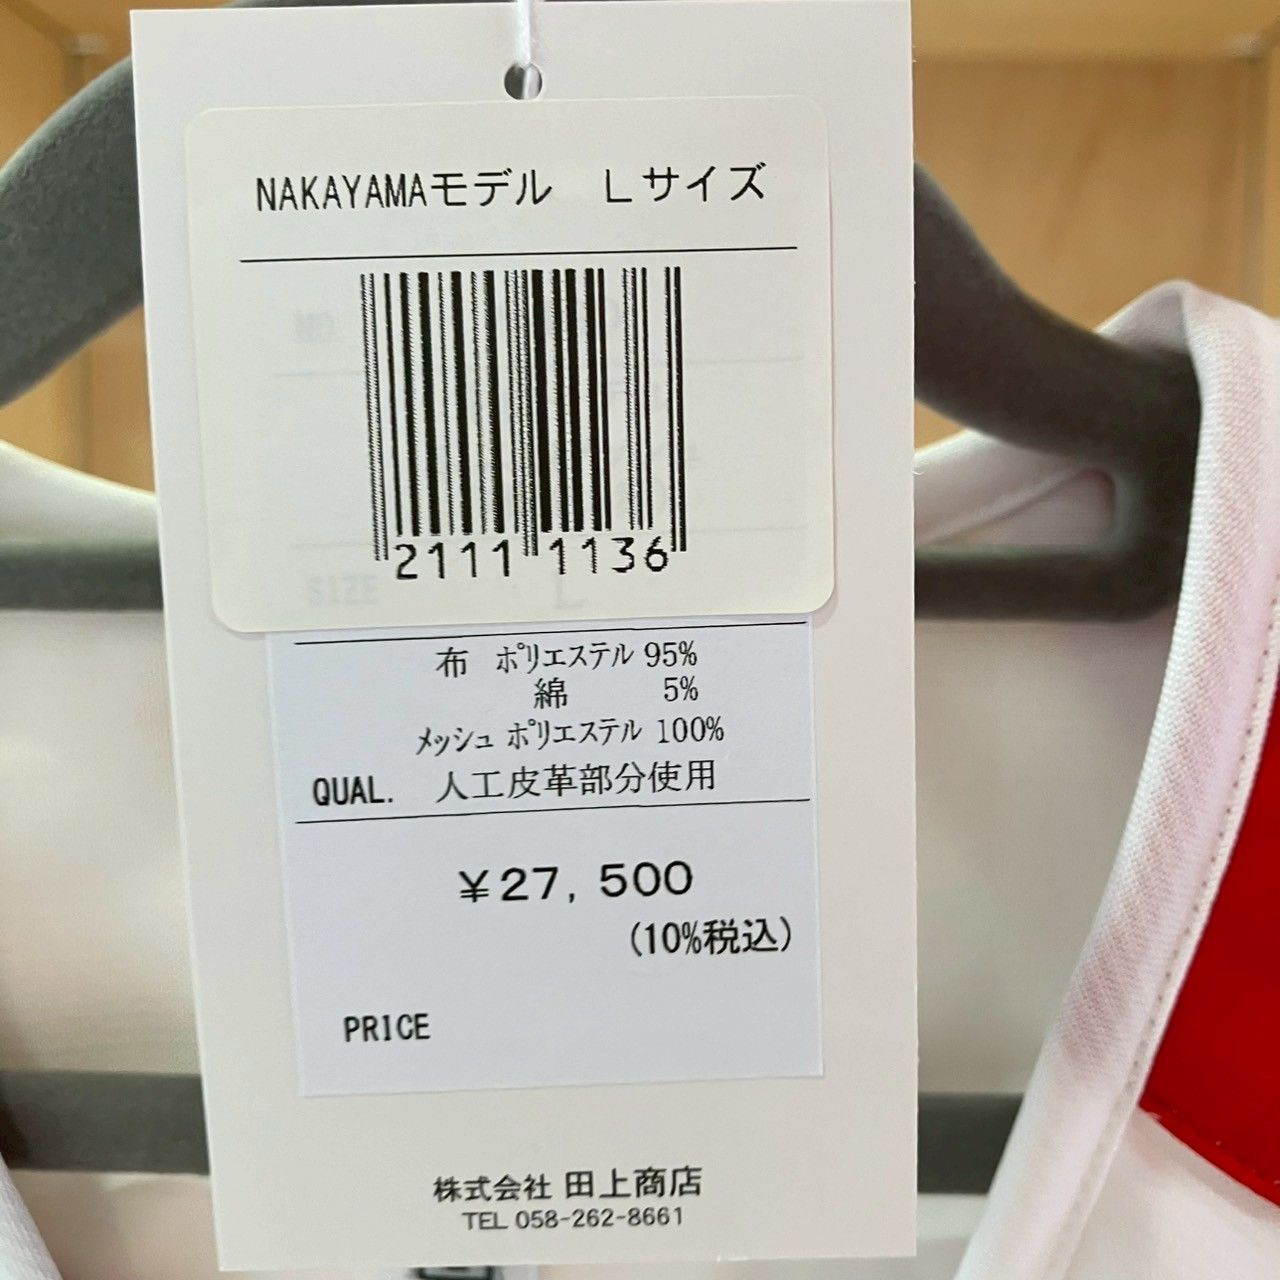 NAKAYAMAモデル Lサイズ
2111 1136
SIZE L
布 ポリエステル 95%
綿 5%
メッシュ ポリエステル 100%
QUAL. 人工皮革部分使用
¥27,500
(10%税込)
PRICE
株式会社 田上商店
TEL 058-262-8661